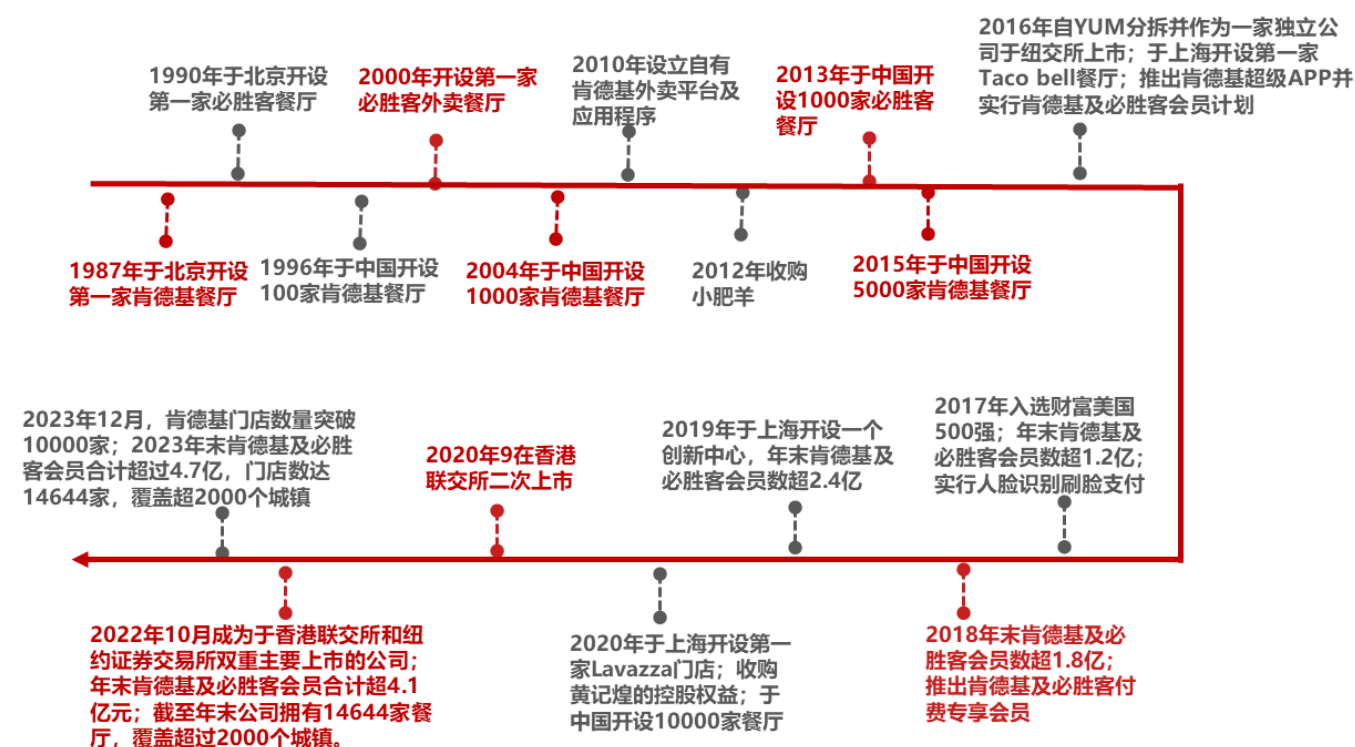 1990年于北京开设
第一家必胜客餐厅
2000年开设第一家
必胜客外卖餐厅
2010年设立自有
肯德基外卖平台及
应用程序
2013年于中国开
设1000家必胜客
餐厅
2016年自YUM分拆并作为一家独立公
司于纽交所上市；于上海开设第一家
Taco bell餐厅；推出肯德基超级APP并
实行肯德基及必胜客会员计划
1987年于北京开设
第一家肯德基餐厅
1996年于中国开设
100家肯德基餐厅
2004年于中国开设
1000家肯德基餐厅
2012年收购
小肥羊
2015年于中国开设
5000家肯德基餐厅
2023年12月，肯德基门店数量突破
10000家；2023年末肯德基及必胜
客会员合计超过4.7亿，门店数达
14644家，覆盖超2000个城镇
2020年9在香港
联交所二次上市
2019年于上海开设一个
创新中心，年末肯德基及
必胜客会员数超2.4亿
2017年入选财富美国
500强；年末肯德基及
必胜客会员数超1.2亿；
实行人脸识别刷脸支付
2022年10月成为于香港联交所和纽
约证券交易所双重主要上市的公司；
年末肯德基及必胜客会员合计超4.1
亿元；截至年末公司拥有14644家餐
厅，覆盖超过2000个城镇。
2020年于上海开设第一
家Lavazza门店；收购
黄记煌的控股权益；于
中国开设10000家餐厅
2018年末肯德基及必
胜客会员数超1.8亿；
推出肯德基及必胜客付
费专享会员